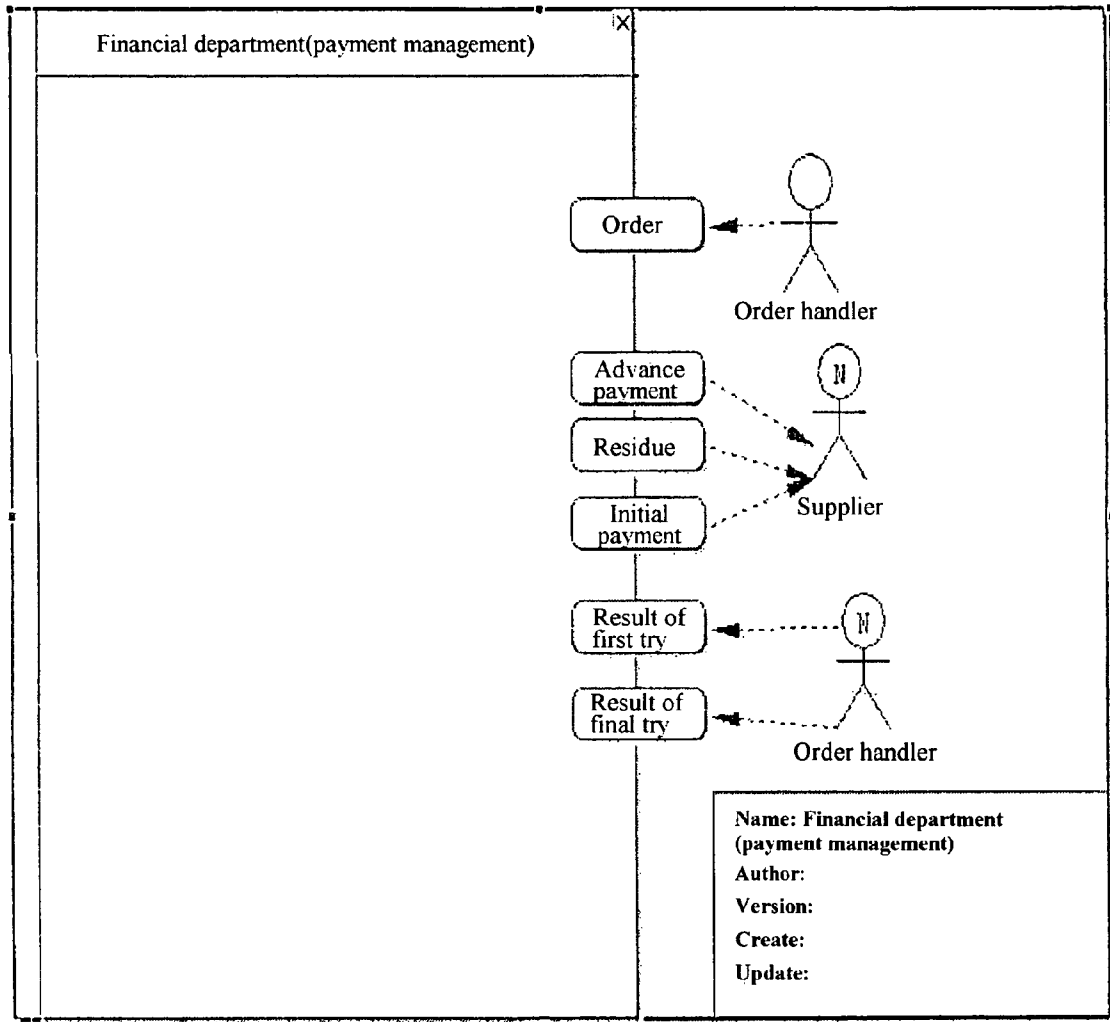 Financial department(payment management)
Order
Order handler
Advance
payment
N
Residue
Supplier
Initial
payment
Result of
first try
N
Result of
final try
Order handler
Name: Financial department
(payment management)
Author:
Version:
Create:
Update: